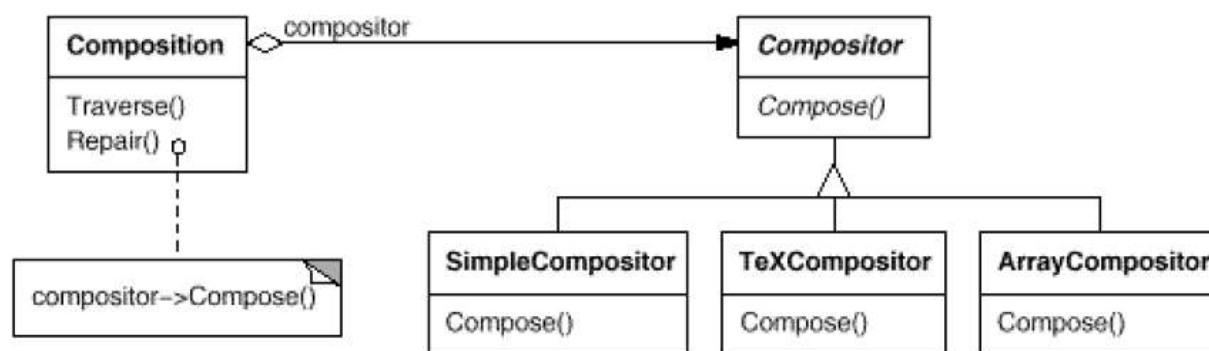 Composition
Traverse()
Repair()
compositor
Compositor
Compose()
compositor->Compose()
SimpleCompositor
Compose()
TeXCompositor
Compose()
ArrayCompositor
Compose()